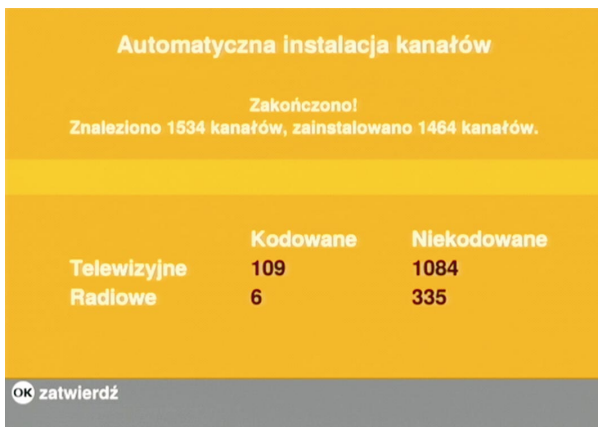 Automatyczna instalacja kanałów
Zakończono!
Znaleziono 1534 kanałów, zainstalowano 1464 kanałów.
Kodowane Niekodowane
Telewizyjne 109 1084
Radiowe 6 335
OK zatwierdź